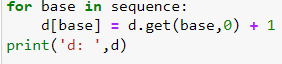 for base in sequence:
    d[base] = d.get(base,0) + 1
print('d: ',d)